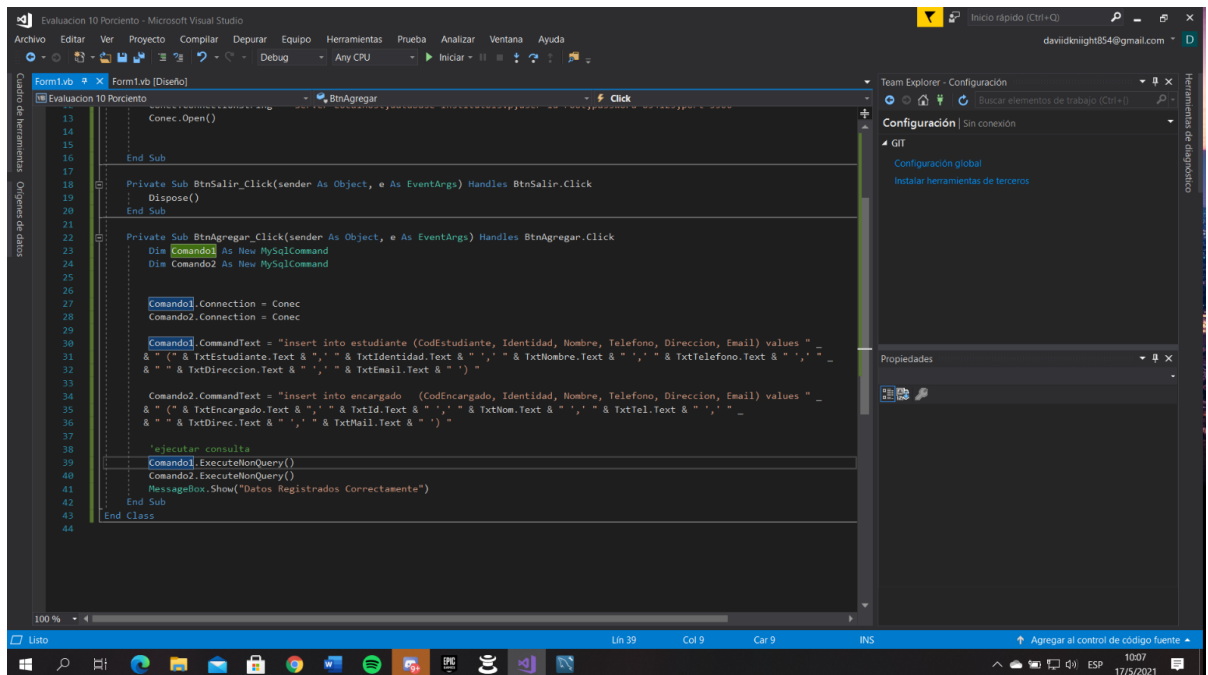 Evaluacion 10 Porciento - Microsoft Visual Studio
Inicio rápido (Ctrl+Q)
Archivo Editar Ver Proyecto Compilar Depurar Equipo Herramientas Prueba Analizar Ventana Ayuda
daviidkniight854@gmail.com D
Debug Any CPU Iniciar
Cuadro de herramientas
Orígenes de datos
Form1.vb Form1.vb [Diseño]
Evaluacion 10 Porciento BtnAgregar Click
13 Conec.Open()
14
15
16 End Sub
17
18 Private Sub BtnSalir_Click(sender As Object, e As EventArgs) Handles BtnSalir.Click
19 Dispose()
20 End Sub
21
22 Private Sub BtnAgregar_Click(sender As Object, e As EventArgs) Handles BtnAgregar.Click
23 Dim Comando1 As New MySqlCommand
24 Dim Comando2 As New MySqlCommand
25
26
27 Comando1.Connection = Conec
28 Comando2.Connection = Conec
29
30 Comando1.CommandText = "insert into estudiante (CodEstudiante, Identidad, Nombre, Telefono, Direccion, Email) values " _
31 & " (" & TxtEstudiante.Text & ",' " & TxtIdentidad.Text & " ',' " & TxtNombre.Text & " ',' " & TxtTelefono.Text & " ',' " _
32 & " " & TxtDireccion.Text & " ',' " & TxtEmail.Text & " ') "
33
34 Comando2.CommandText = "insert into encargado (CodEncargado, Identidad, Nombre, Telefono, Direccion, Email) values " _
35 & " (" & TxtEncargado.Text & ",' " & TxtId.Text & " ',' " & TxtNom.Text & " ',' " & TxtTel.Text & " ',' " _
36 & " " & TxtDirec.Text & " ',' " & TxtMail.Text & " ') "
37
38 'ejecutar consulta
39 Comando1.ExecuteNonQuery()
40 Comando2.ExecuteNonQuery()
41 MessageBox.Show("Datos Registrados Correctamente")
42 End Sub
43 End Class
44
100 %
Team Explorer - Configuración
Buscar elementos de trabajo (Ctrl+|)
Configuración | Sin conexión
GIT
Configuración global
Instalar herramientas de terceros
Propiedades
Herramientas de diagnóstico
Listo Lín 39 Col 9 Car 9 INS Agregar al control de código fuente
EPIC
ESP 10:07
17/5/2021